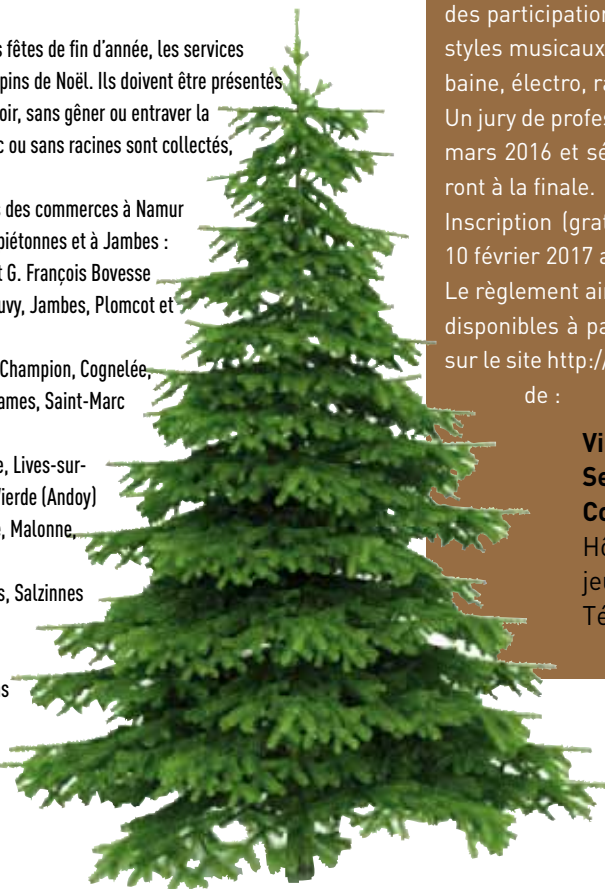 fêtes de fin d'année, les services
pins de Noël. Ils doivent être présentés
oir, sans gêner ou entraver la
ou sans racines sont collectés,
des commerces à Namur
piétonnes et à Jambes :
G. François Bovesse
Jambes, Plomcot et
Champion, Cognelée,
ames, Saint-Marc
Lives-sur-
ierde (Andoy)
Malonne,
Salzinnes
des participation
styles musicaux
baine, électro,
Un jury de profes
mars 2016 et sé
ront à la finale.
Inscription (grat
10 février 2017 a
Le règlement ain
disponibles à pa
sur le site http://
de :
Vi
Se
Co
Hô
jeu
Té